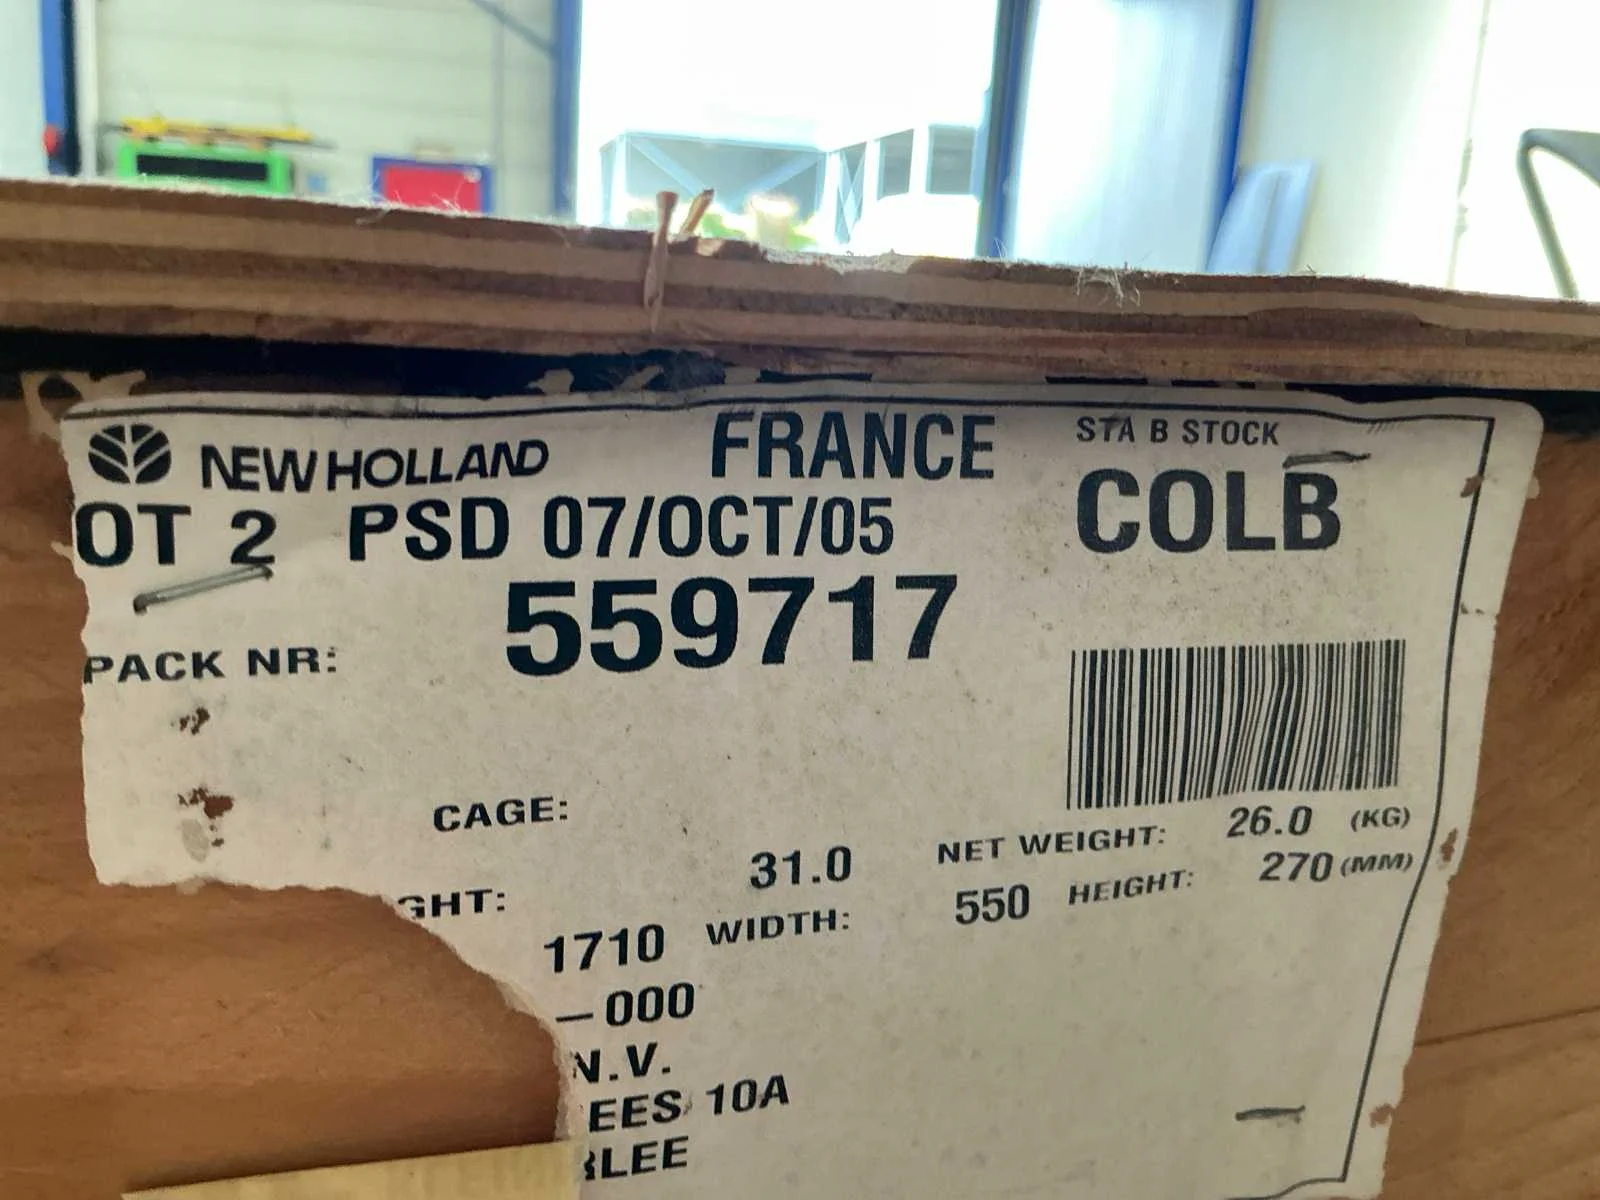 NEW HOLLAND FRANCE STA B STOCK
OT 2 PSD 07/OCT/05 COLB
PACK NR: 559717
CAGE:
GHT: 31.0 NET WEIGHT: 26.0 (KG)
1710 WIDTH: 550 HEIGHT: 270 (MM)
—000
N.V.
EES 10A
LEE